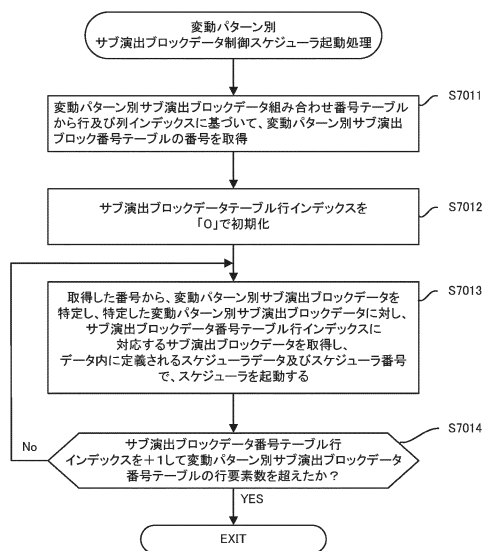 変動パターン別
サブ演出ブロックデータ制御スケジューラ起動処理
S7011
変動パターン別サブ演出ブロックデータ組み合わせ番号テーブル
から行及び列インデックスに基づいて、変動パターン別サブ演出
ブロック番号テーブルの番号を取得
S7012
サブ演出ブロックデータテーブル行インデックスを
「0」で初期化
S7013
取得した番号から、変動パターン別サブ演出ブロックデータを
特定し、特定した変動パターン別サブ演出ブロックデータに対し、
サブ演出ブロックデータ番号テーブル行インデックスに
対応するサブ演出ブロックデータを取得し、
データ内に定義されるスケジューラデータ及びスケジューラ番号
で、スケジューラを起動する
S7014
サブ演出ブロックデータ番号テーブル行
インデックスを+1して変動パターン別サブ演出ブロックデータ
番号テーブルの行要素数を超えたか?
No
YES
EXIT